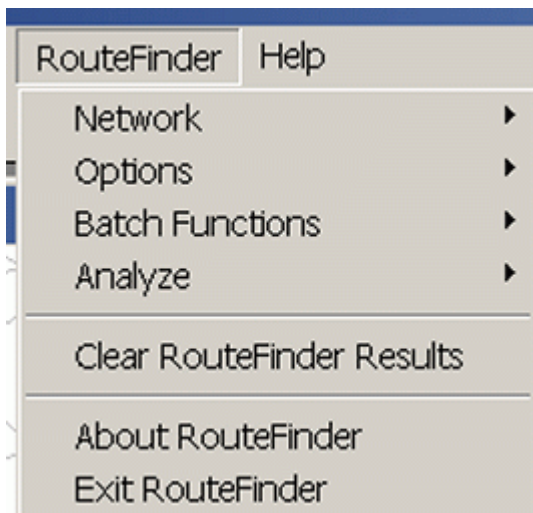 RouteFinder Help
Network
Options
Batch Functions
Analyze
Clear RouteFinder Results
About RouteFinder
Exit RouteFinder